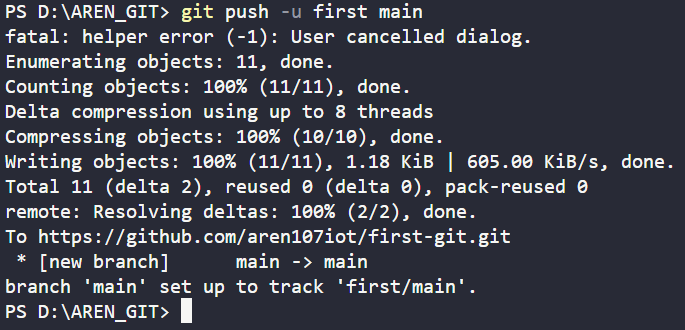 PS D:\AREN_GIT> git push -u first main
fatal: helper error (-1): User cancelled dialog.
Enumerating objects: 11, done.
Counting objects: 100% (11/11), done.
Delta compression using up to 8 threads
Compressing objects: 100% (10/10), done.
Writing objects: 100% (11/11), 1.18 KiB | 605.00 KiB/s, done.
Total 11 (delta 2), reused 0 (delta 0), pack-reused 0
remote: Resolving deltas: 100% (2/2), done.
To https://github.com/aren107iot/first-git.git
 * [new branch]      main -> main
branch 'main' set up to track 'first/main'.
PS D:\AREN_GIT>